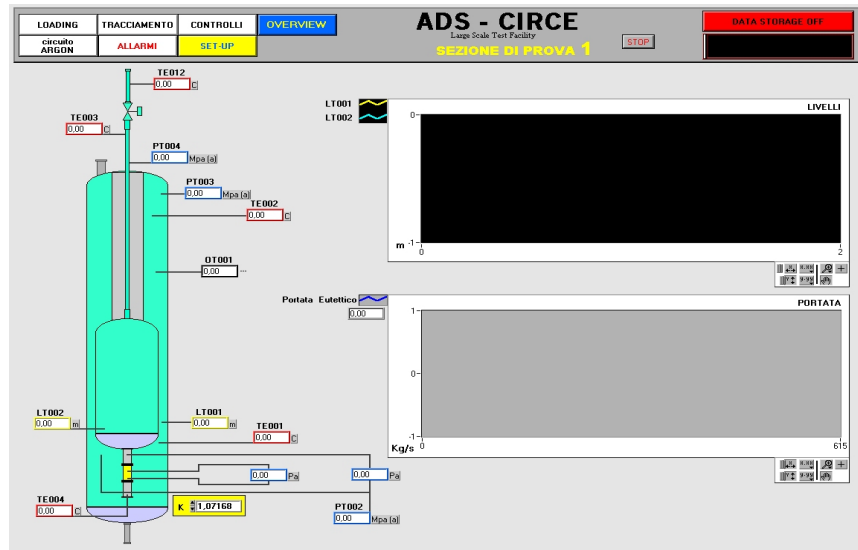 LOADING TRACCIAMENTO CONTROLLI OVERVIEW
circuito ARGON ALLARMI SET-UP
ADS - CIRCE
Large Scale Test Facility
SEZIONE DI PROVA 1
STOP
DATA STORAGE OFF
TE012
0,00 C
TE003
0,00 C
PT004
0,00 Mpa (a)
PT003
0,00 Mpa (a)
TE002
0,00 C
OT001
0,00 ...
LT002
0,00 m
LT001
0,00 m
TE001
0,00 C
0,00 Pa
0,00 Pa
TE004
0,00 C
K 1,07168
PT002
0,00 Mpa (a)
LT001
LT002
LIVELLI
0
m -1
0 2
Portata Eutettico
0,00
PORTATA
1
0
-1
Kg/s 0 615